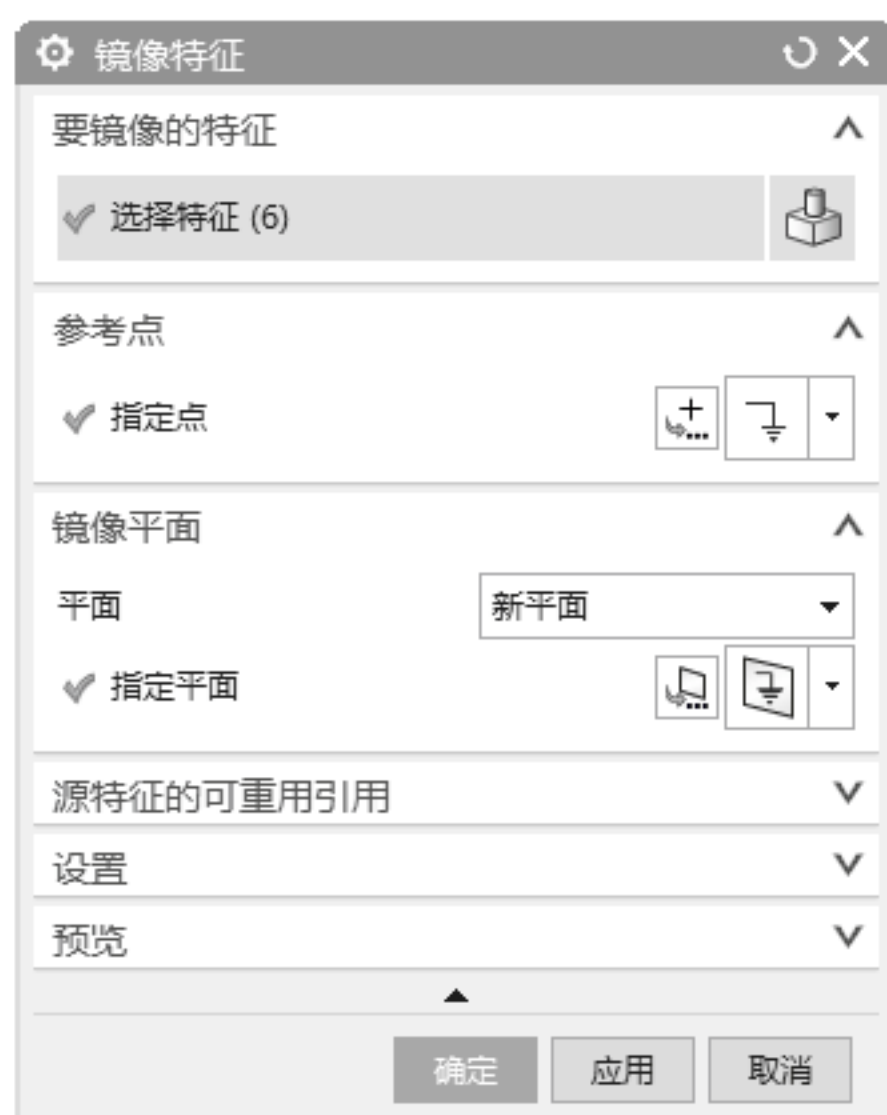 镜像特征
要镜像的特征
选择特征 (6)
参考点
指定点
镜像平面
平面 新平面
指定平面
源特征的可重用引用
设置
预览
确定 应用 取消